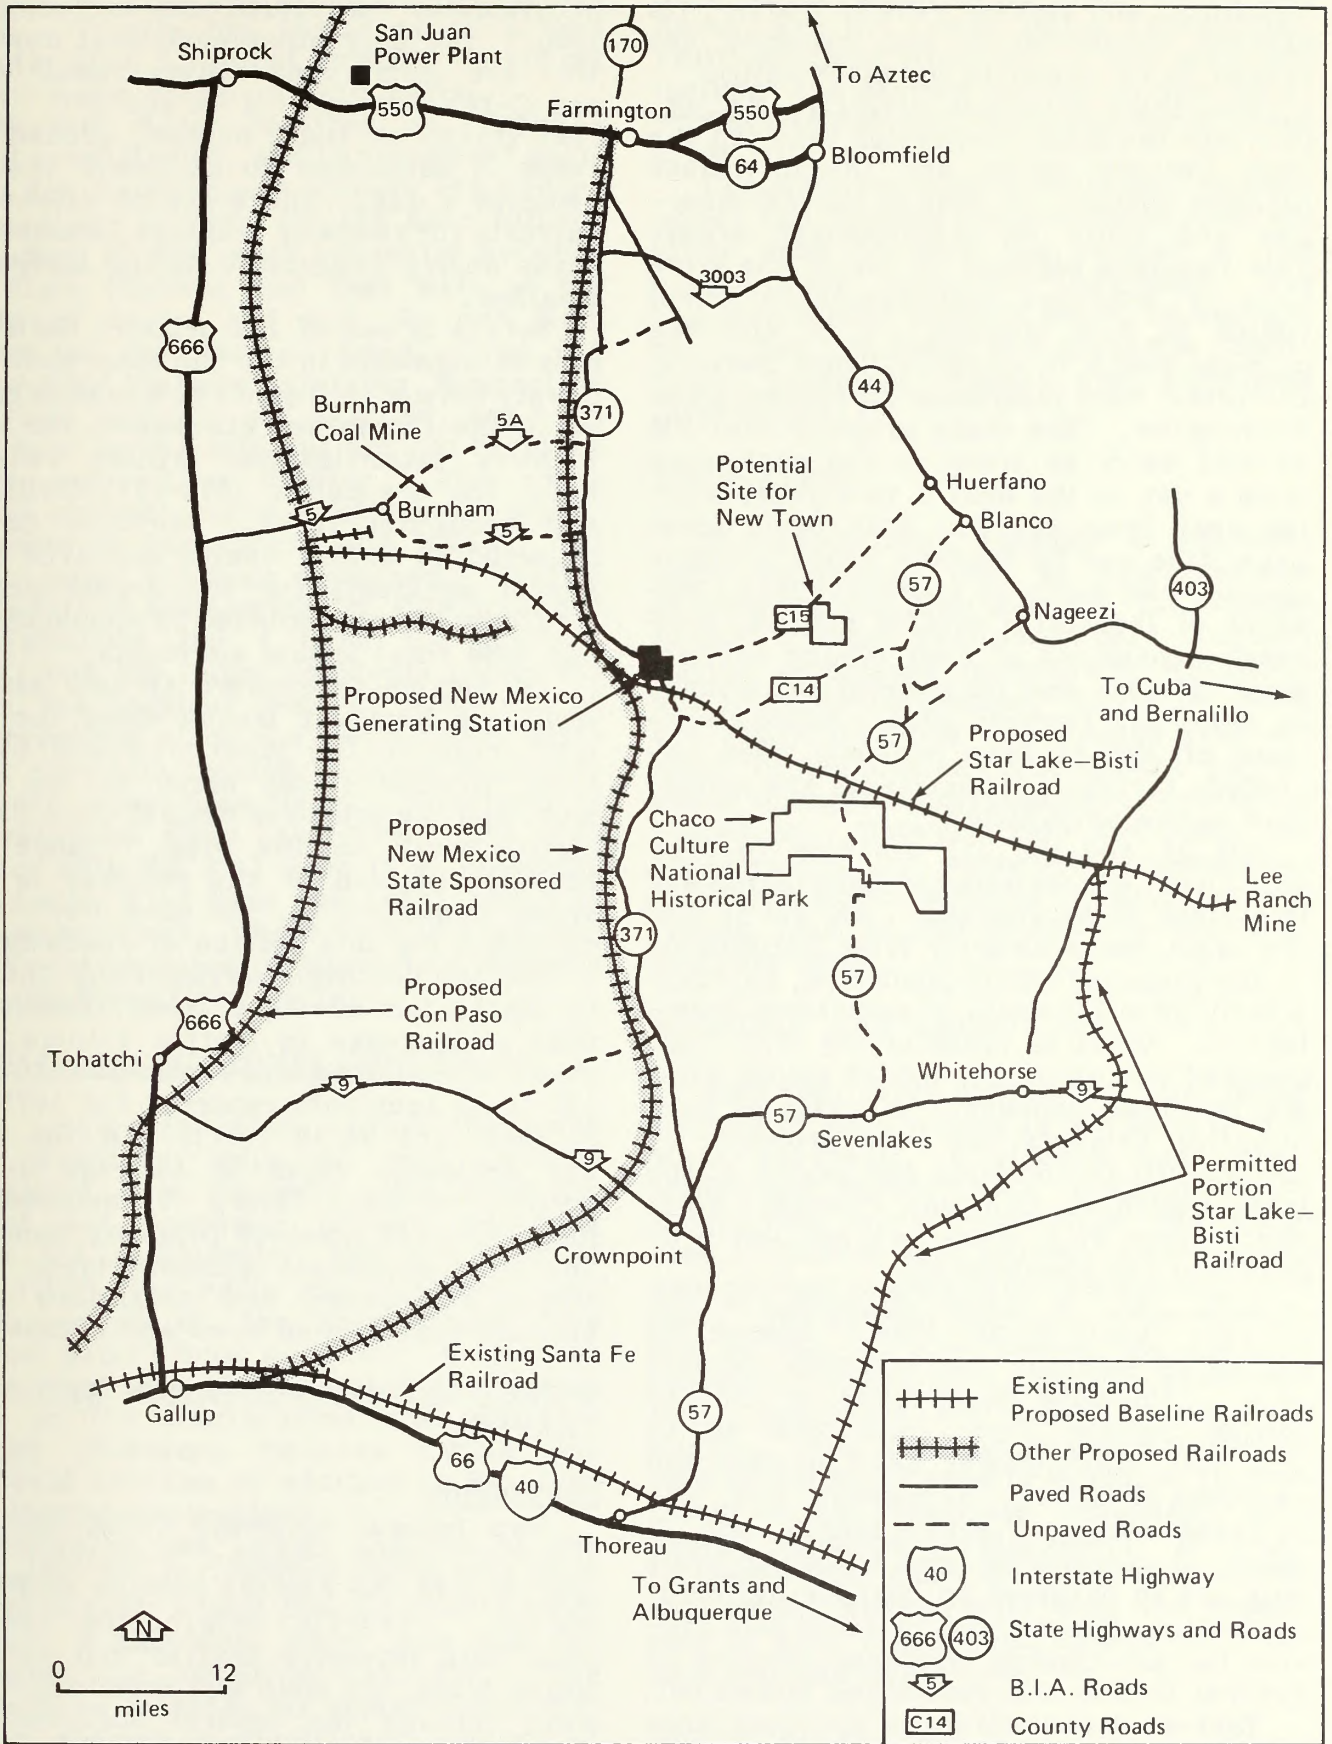 San Juan
Power Plant
Shiprock
170
To Aztec
550
Farmington
550
64
Bloomfield
3003
666
44
371
Burnham
Coal Mine
5A
Potential
Site for
New Town
Huerfano
5
Burnham
5
Blanco
57
403
C15
Nageezi
Proposed New Mexico
Generating Station
C14
To Cuba
and Bernalillo
57
Proposed
Star Lake–Bisti
Railroad
Proposed
New Mexico
State Sponsored
Railroad
Chaco
Culture
National
Historical Park
Lee
Ranch
Mine
371
57
Proposed
Con Paso
Railroad
666
Tohatchi
9
Whitehorse
9
57
Sevenlakes
9
Permitted
Portion
Star Lake–
Bisti
Railroad
Crownpoint
Existing Santa Fe
Railroad
Gallup
57
66
40
Thoreau
To Grants and
Albuquerque
N
0 12
miles
Existing and
Proposed Baseline Railroads
Other Proposed Railroads
Paved Roads
Unpaved Roads
40 Interstate Highway
666 403 State Highways and Roads
5 B.I.A. Roads
C14 County Roads